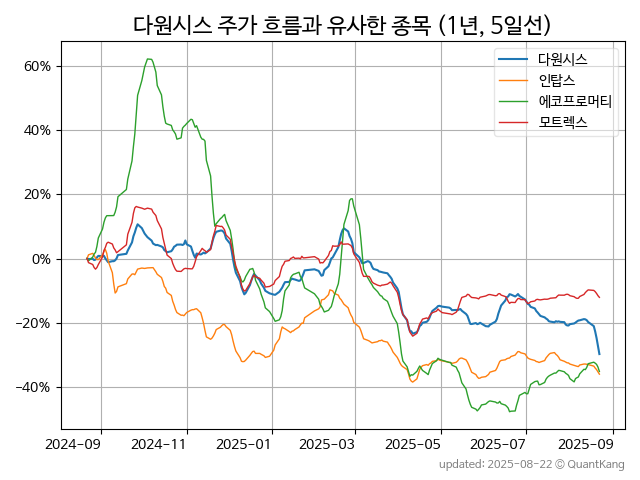 다원시스 주가 흐름과 유사한 종목 (1년, 5일선)
다원시스
인탑스
에코프로머티
모트렉스
60%
40%
20%
0%
−20%
−40%
2024-09 2024-11 2025-01 2025-03 2025-05 2025-07 2025-09
updated: 2025-08-22 © QuantKang